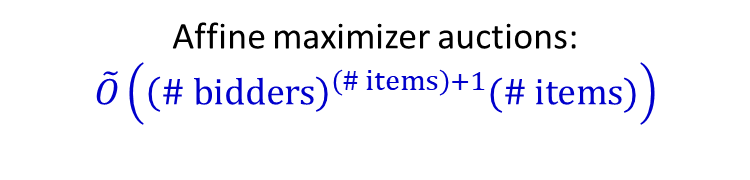 Affine maximizer auctions:
Õ((# bidders)^(# items)+1(# items))